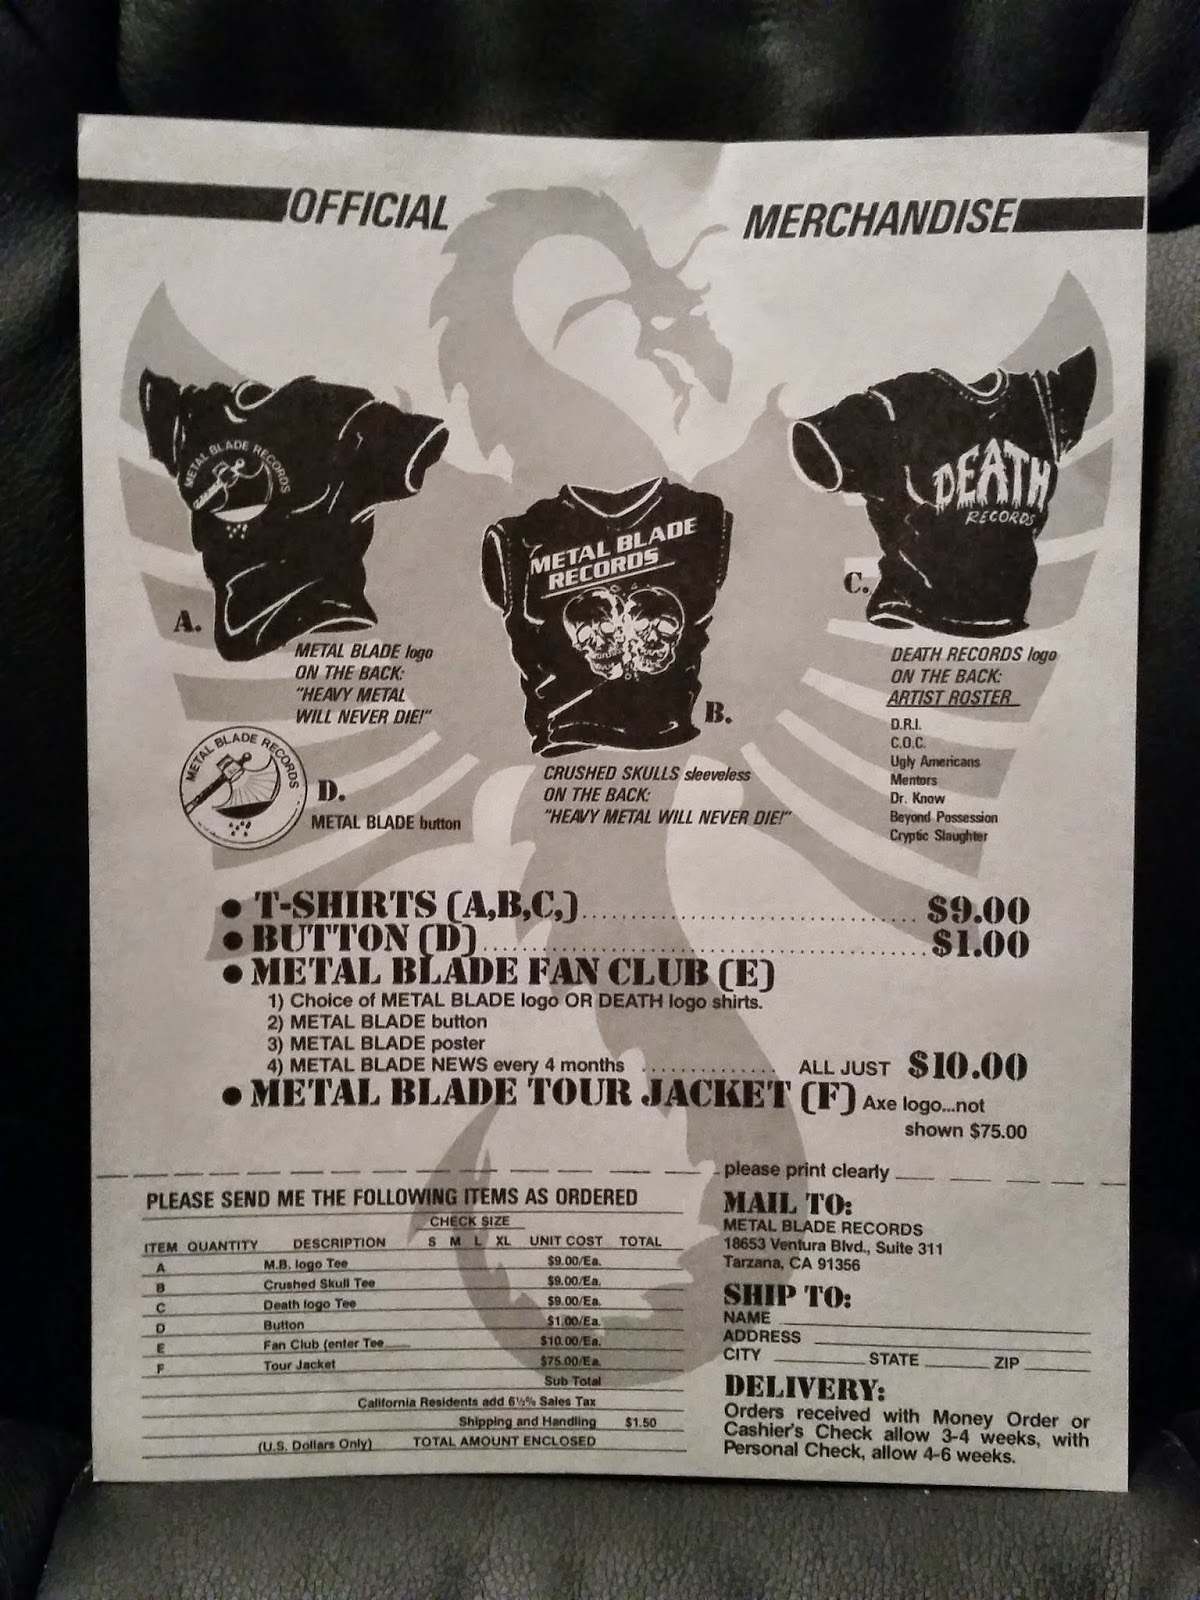 OFFICIAL MERCHANDISE
METAL BLADE RECORDS
METAL BLADE
RECORDS
DEATH
RECORDS
A.
METAL BLADE logo
ON THE BACK:
"HEAVY METAL
WILL NEVER DIE!"
B.
CRUSHED SKULLS sleeveless
ON THE BACK:
"HEAVY METAL WILL NEVER DIE!"
C.
DEATH RECORDS logo
ON THE BACK:
ARTIST ROSTER
D.R.I.
C.O.C.
Ugly Americans
Mentors
Dr. Know
Beyond Possession
Cryptic Slaughter
METAL BLADE RECORDS
D.
METAL BLADE button
• T-SHIRTS (A,B,C,) $9.00
• BUTTON (D) $1.00
• METAL BLADE FAN CLUB (E)
1) Choice of METAL BLADE logo OR DEATH logo shirts.
2) METAL BLADE button
3) METAL BLADE poster
4) METAL BLADE NEWS every 4 months ALL JUST $10.00
• METAL BLADE TOUR JACKET (F) Axe logo...not
shown $75.00
please print clearly
PLEASE SEND ME THE FOLLOWING ITEMS AS ORDERED
CHECK SIZE
ITEM QUANTITY DESCRIPTION S M L XL UNIT COST TOTAL
A M.B. logo Tee $9.00/Ea.
B Crushed Skull Tee $9.00/Ea.
C Death logo Tee $9.00/Ea.
D Button $1.00/Ea.
E Fan Club (enter Tee $10.00/Ea.
F Tour Jacket $75.00/Ea.
Sub Total
California Residents add 6½% Sales Tax
Shipping and Handling $1.50
(U.S. Dollars Only) TOTAL AMOUNT ENCLOSED
MAIL TO:
METAL BLADE RECORDS
18653 Ventura Blvd., Suite 311
Tarzana, CA 91356
SHIP TO:
NAME
ADDRESS
CITY STATE ZIP
DELIVERY:
Orders received with Money Order or
Cashier's Check allow 3-4 weeks, with
Personal Check, allow 4-6 weeks.